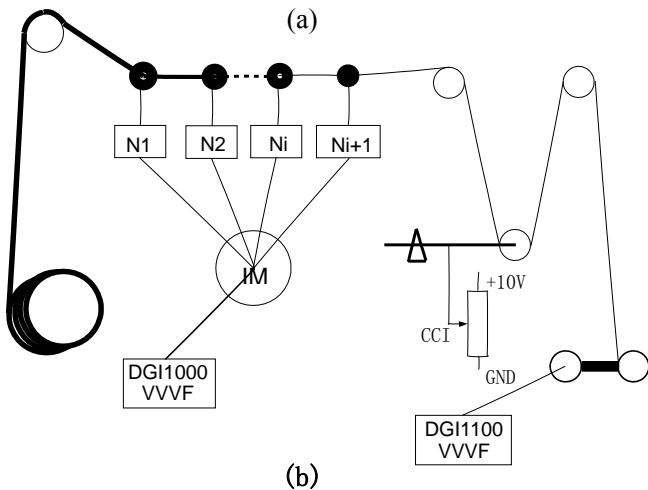 (a)
N1
N2
Ni
Ni+1
IM
+10V
CCI
GND
DGI1000
VVVF
DGI1100
VVVF
(b)